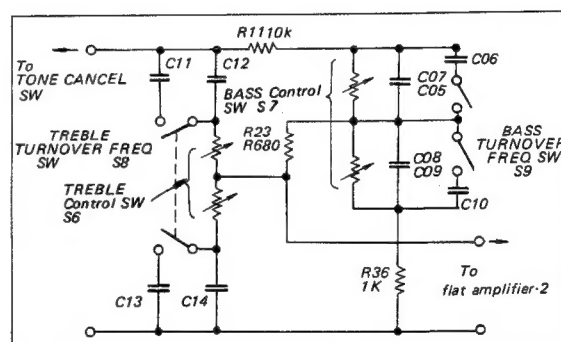 R1110k
C11
C12
C06
To
TONE CANCEL
SW
BASS Control
SW S7
C07
C05
TREBLE
TURNOVER FREQ
SW S8
R23
R680
BASS
TURNOVER
FREQ SW
S9
C08
C09
TREBLE
Control SW
S6
C10
R36
1K
To
flat amplifier-2
C13
C14